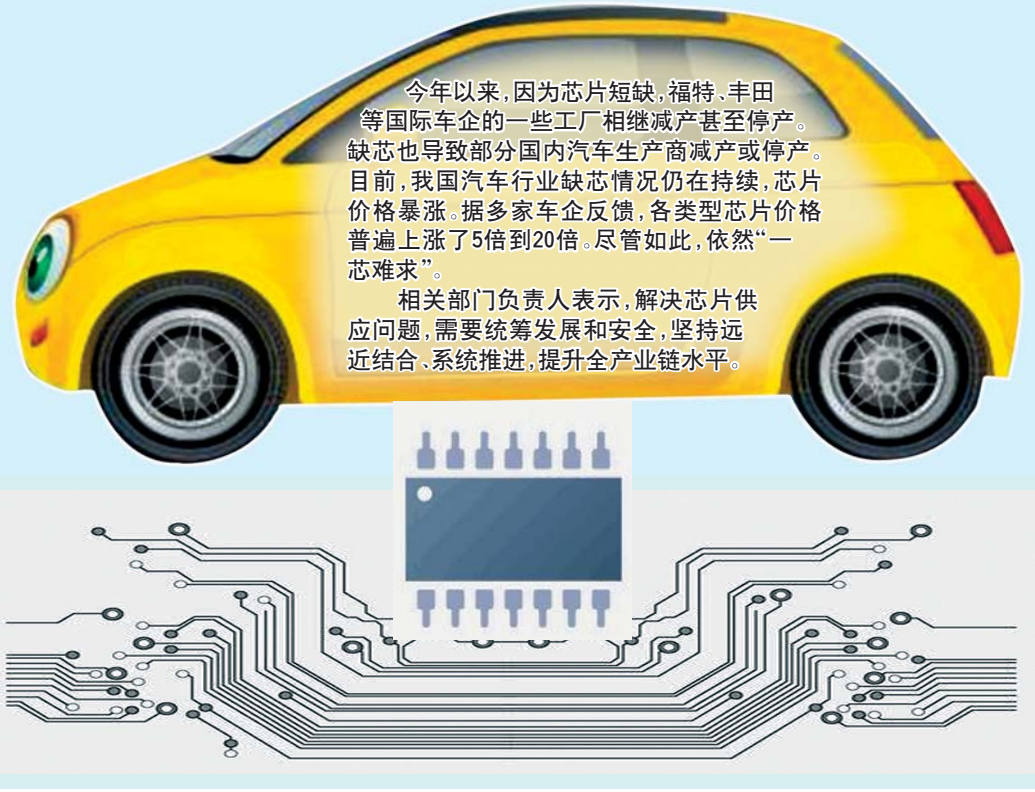 今年以来,因为芯片短缺,福特、丰田
等国际车企的一些工厂相继减产甚至停产。
缺芯也导致部分国内汽车生产商减产或停产。
目前,我国汽车行业缺芯情况仍在持续,芯片
价格暴涨。据多家车企反馈,各类型芯片价格
普遍上涨了5倍到20倍。尽管如此,依然“一
芯难求”。
相关部门负责人表示,解决芯片供
应问题,需要统筹发展和安全,坚持远
近结合、系统推进,提升全产业链水平。